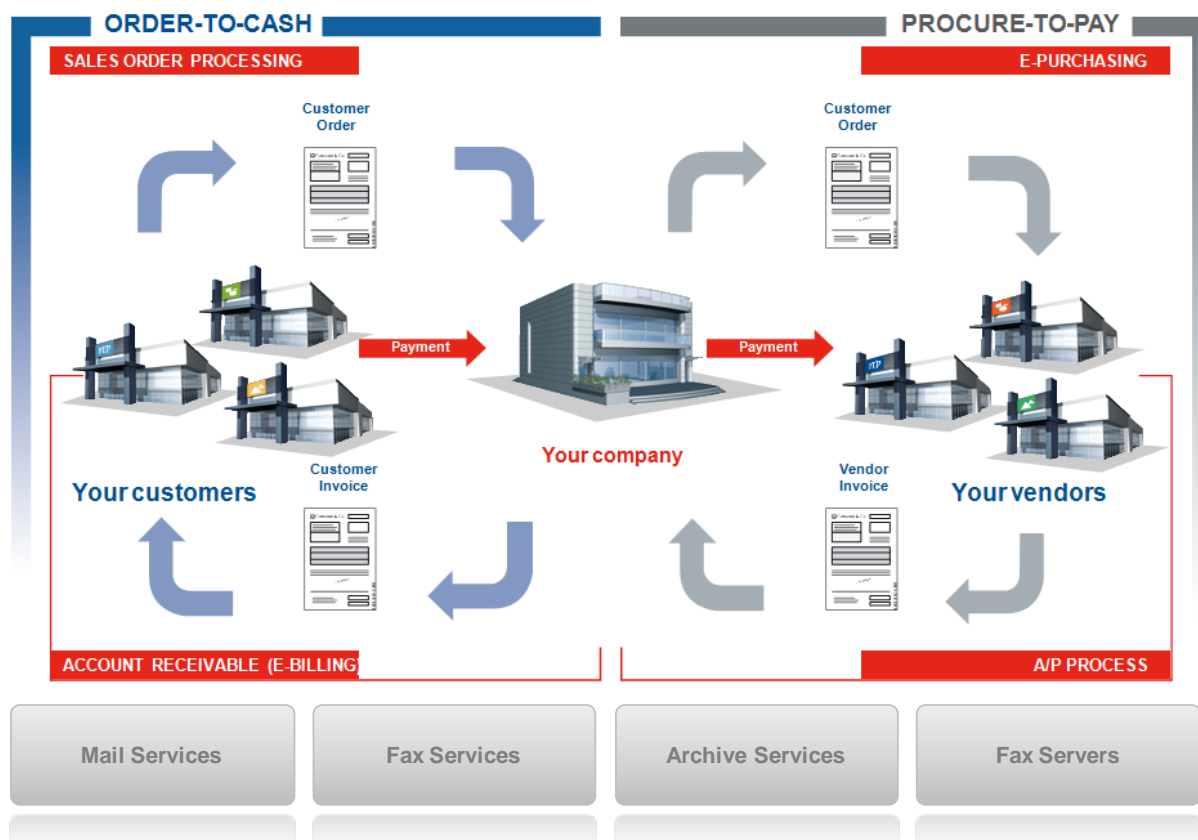 ORDER-TO-CASH
PROCURE-TO-PAY
SALES ORDER PROCESSING
E-PURCHASING
Customer
Order
Customer
Order
Payment
Payment
Your company
Customer
Invoice
Vendor
Invoice
Your customers
Your vendors
ACCOUNT RECEIVABLE (E-BILLING)
A/P PROCESS
Mail Services
Fax Services
Archive Services
Fax Servers